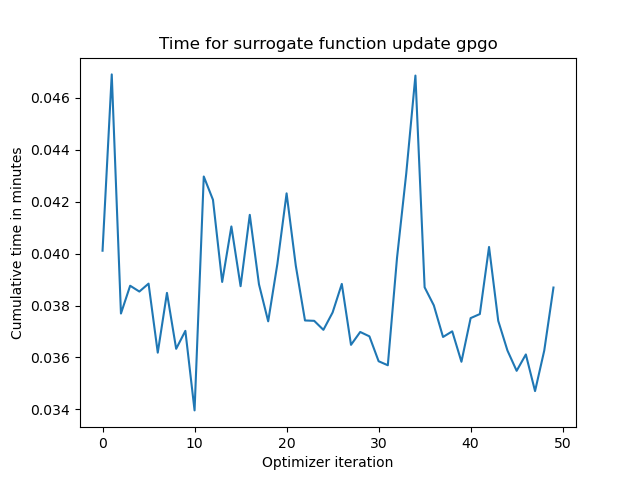 Time for surrogate function update gpgo
Cumulative time in minutes
0.046
0.044
0.042
0.040
0.038
0.036
0.034
0 10 20 30 40 50
Optimizer iteration